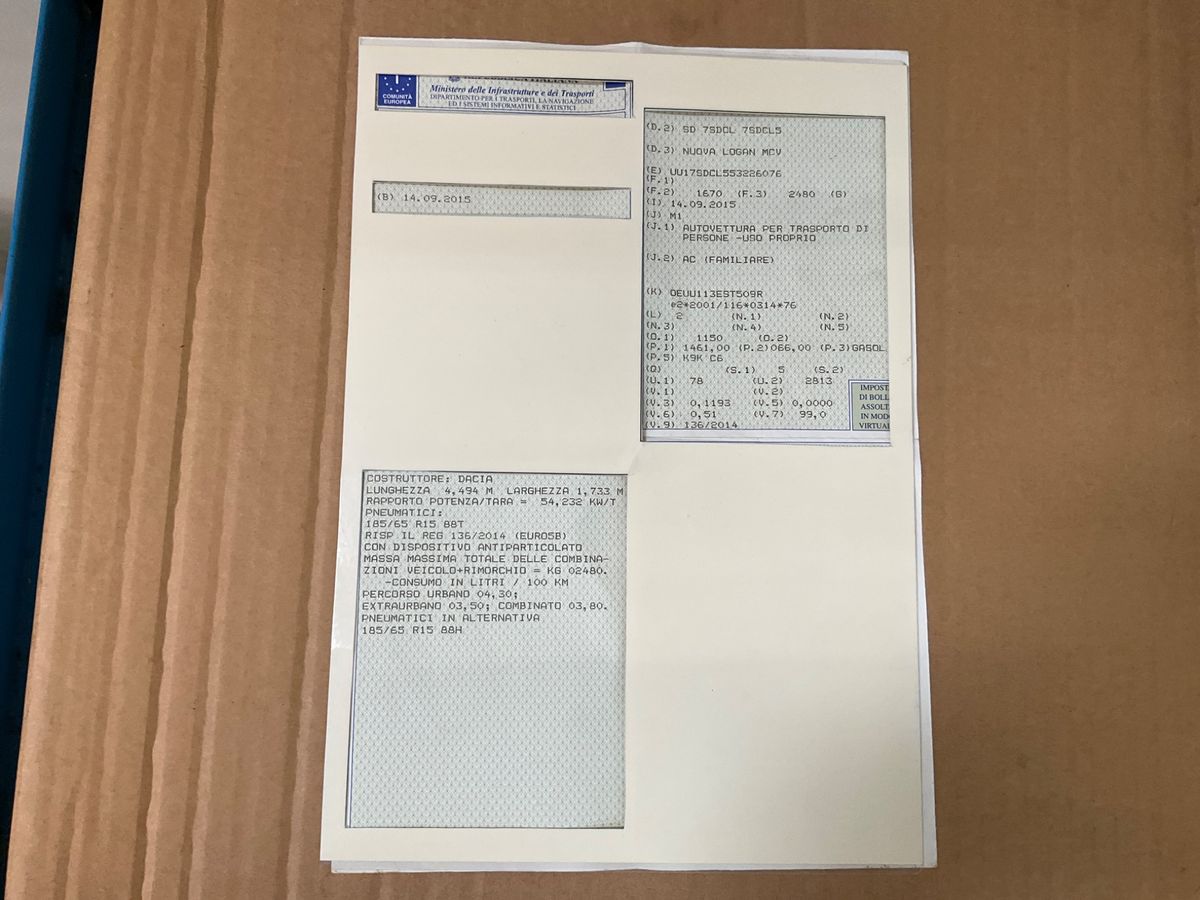 COMUNITÀ
EUROPEA
Ministero delle Infrastrutture e dei Trasporti
DIPARTIMENTO PER I TRASPORTI, LA NAVIGAZIONE
ED I SISTEMI INFORMATIVI E STATISTICI
(B) 14.09.2015
(D.2) SD 7SDCL 7SDCL5
(D.3) NUOVA LOGAN MCV
(E) UU17SDCL553226076
(F.1)
(F.2) 1670 (F.3) 2480 (G)
(I) 14.09.2015
(J) M1
(J.1) AUTOVETTURA PER TRASPORTO DI
PERSONE -USO PROPRIO
(J.2) AC (FAMILIARE)
(K) OEUU113EST509R
e2*2001/116*0314*76
(L) 2 (N.1) (N.2)
(N.3) (N.4) (N.5)
(O.1) 1150 (O.2)
(P.1) 1461,00 (P.2)066,00 (P.3)GASOL
(P.5) K9K C6
(Q) (S.1) 5 (S.2)
(U.1) 78 (U.2) 2813
(V.1) (V.2)
(V.3) 0,1193 (V.5) 0,0000
(V.6) 0,51 (V.7) 99,0
(V.9) 136/2014
IMPOST
DI BOLL
ASSOLT
IN MOD
VIRTUAL
COSTRUTTORE: DACIA
LUNGHEZZA 4,494 M LARGHEZZA 1,733 M
RAPPORTO POTENZA/TARA = 54,232 KW/T
PNEUMATICI:
185/65 R15 88T
RISP IL REG 136/2014 (EURO5B)
CON DISPOSITIVO ANTIPARTICOLATO
MASSA MASSIMA TOTALE DELLE COMBINA-
ZIONI VEICOLO+RIMORCHIO = KG 02480.
-CONSUMO IN LITRI / 100 KM
PERCORSO URBANO 04,30;
EXTRAURBANO 03,50; COMBINATO 03,80.
PNEUMATICI IN ALTERNATIVA
185/65 R15 88H